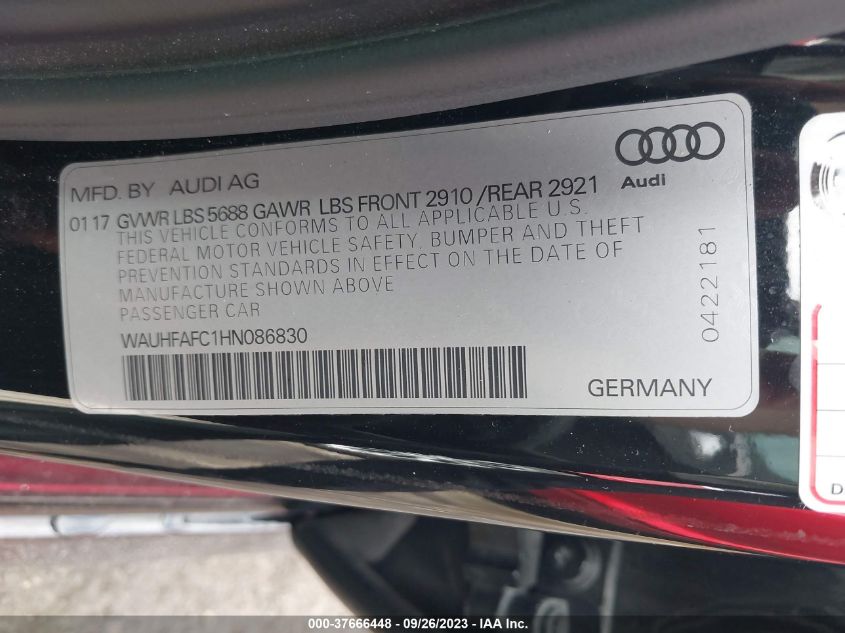 MFD. BY AUDI AG
Audi
01 17 GVWR LBS 5688 GAWR LBS FRONT 2910 /REAR 2921
THIS VEHICLE CONFORMS TO ALL APPLICABLE U.S.
FEDERAL MOTOR VEHICLE SAFETY, BUMPER AND THEFT
PREVENTION STANDARDS IN EFFECT ON THE DATE OF
MANUFACTURE SHOWN ABOVE
PASSENGER CAR
WAUHFAFC1HN086830
0422181
GERMANY
D
000-37666448 - 09/26/2023 - IAA Inc.